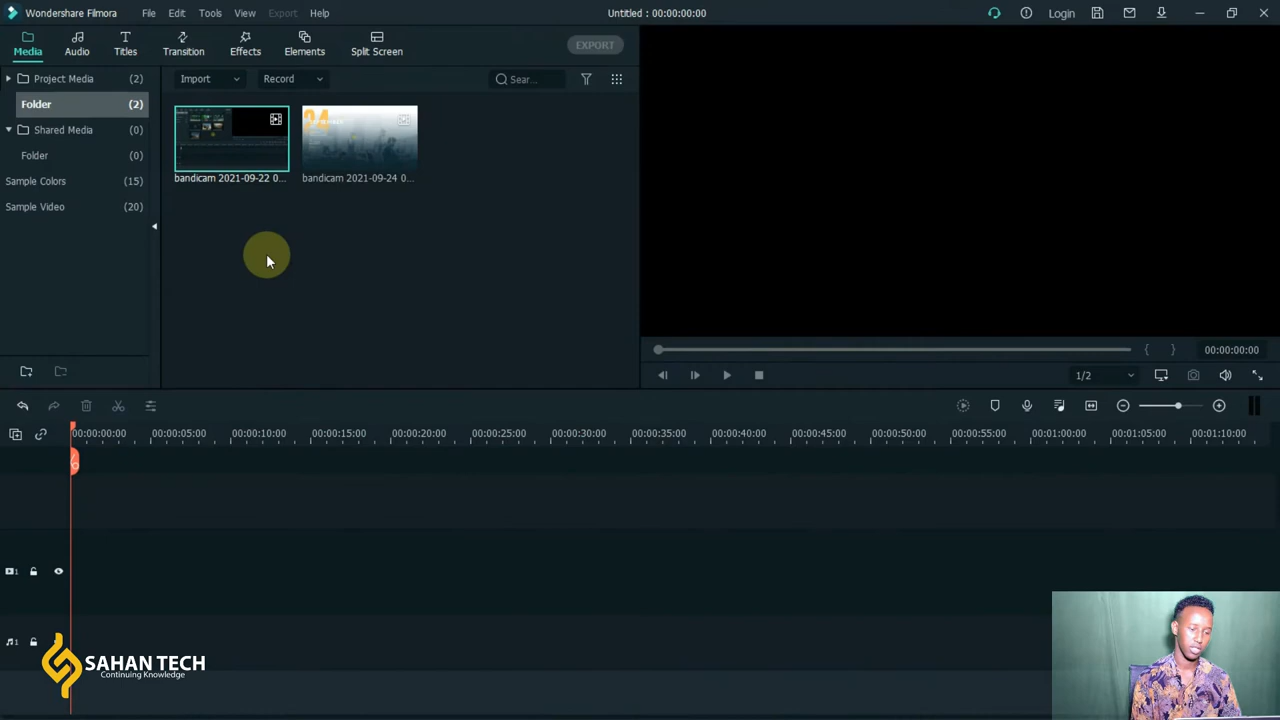 Wondershare Filmora File Edit Tools View Export Help Untitled : 00:00:00:00 Login
Media Audio Titles Transition Effects Elements Split Screen EXPORT
Project Media (2) Import Record Sear...
Folder (2)
Shared Media (0)
Folder (0)
Sample Colors (15)
Sample Video (20)
bandicam 2021-09-22 0... bandicam 2021-09-24 0...
24
00:00:00:00
1/2
00:00:00:00 00:00:05:00 00:00:10:00 00:00:15:00 00:00:20:00 00:00:25:00 00:00:30:00 00:00:35:00 00:00:40:00 00:00:45:00 00:00:50:00 00:00:55:00 00:01:00:00 00:01:05:00 00:01:10:00
1
1
SAHAN TECH
Continuing Knowledge